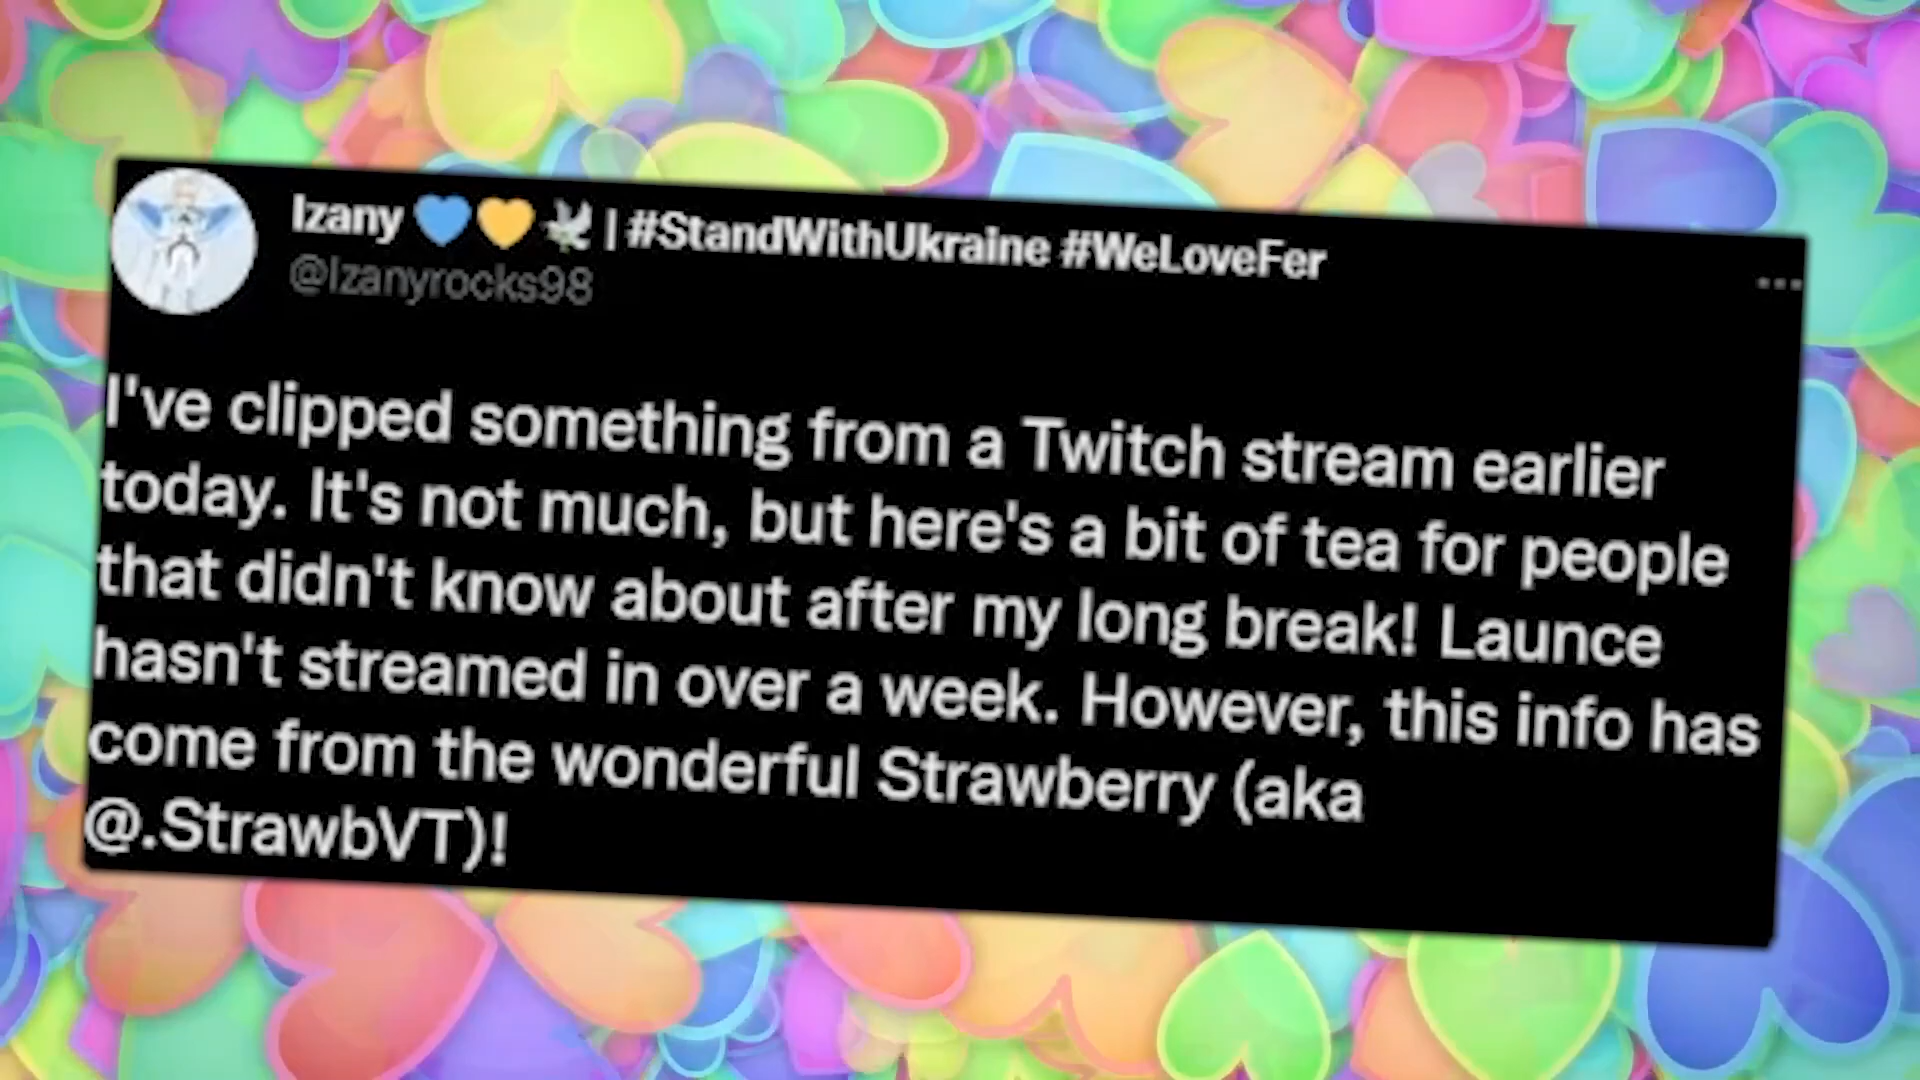 Izany 💙💛🕊 | #StandWithUkraine #WeLoveFer
@Izanyrocks98
I've clipped something from a Twitch stream earlier
today. It's not much, but here's a bit of tea for people
that didn't know about after my long break! Launce
hasn't streamed in over a week. However, this info has
come from the wonderful Strawberry (aka
@.StrawbVT)!